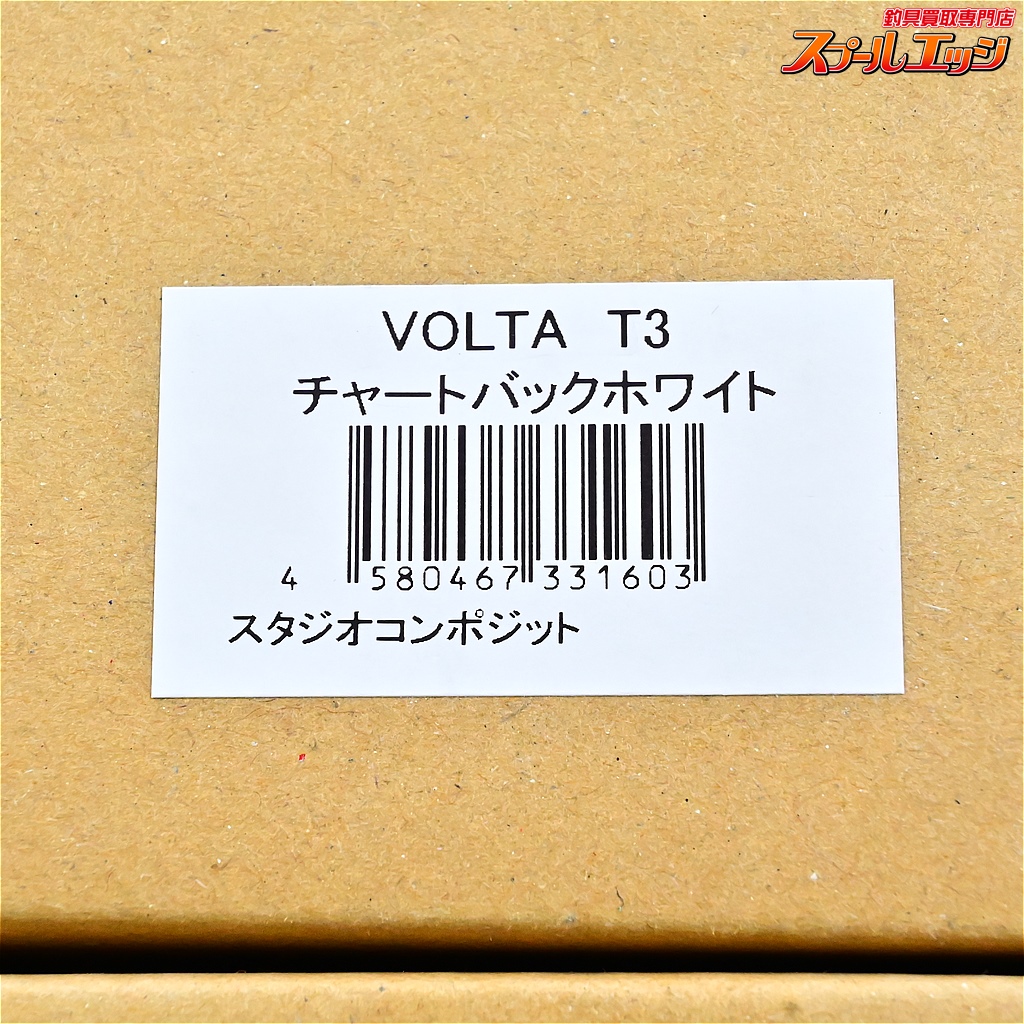 釣具買取専門店
スプールエッジ
VOLTA T3
チャートバックホワイト
4 580467 331603
スタジオコンポジット